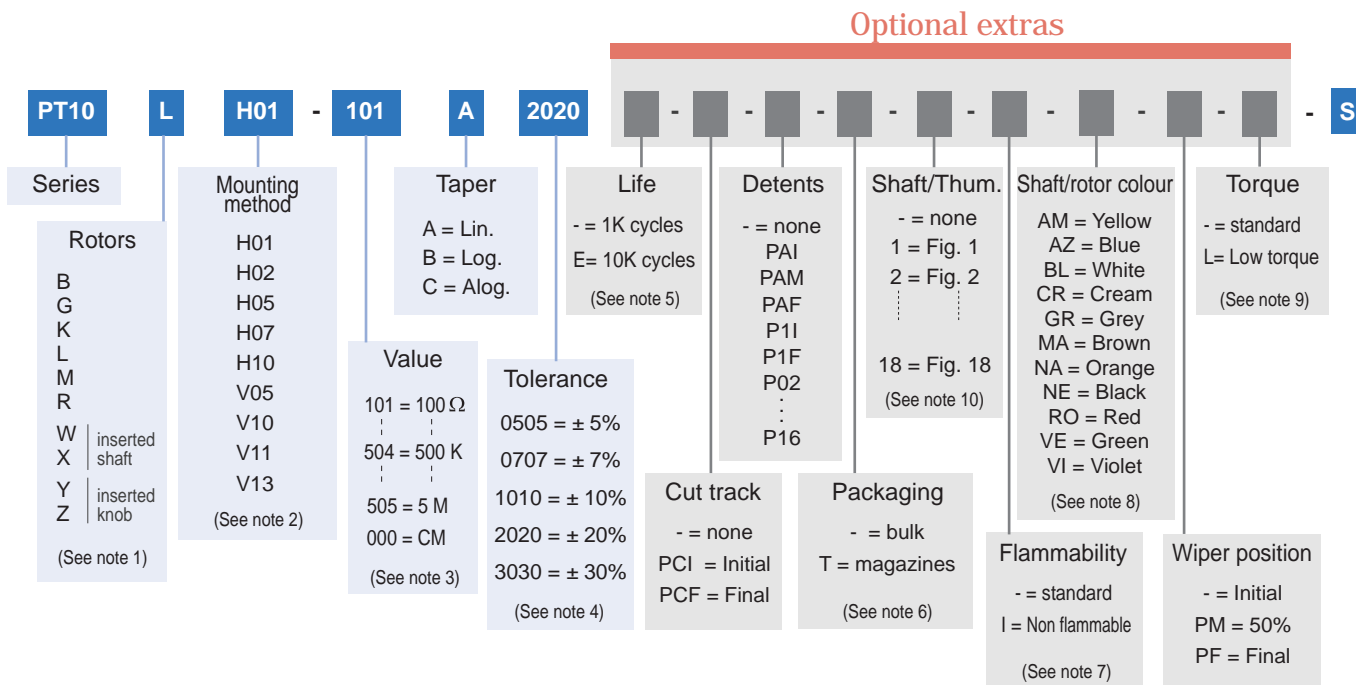 Optional extras
PT10 L H01 - 101 A 2020 - - - - - - - - - S
Series
Rotors
B
G
K
L
M
R
W
X
inserted
shaft
Y
Z
inserted
knob
(See note 1)
Mounting
method
H01
H02
H05
H07
H10
V05
V10
V11
V13
(See note 2)
Value
101 = 100 Ω
504 = 500 K
505 = 5 M
000 = CM
(See note 3)
Taper
A = Lin.
B = Log.
C = Alog.
Tolerance
0505 = ± 5%
0707 = ± 7%
1010 = ± 10%
2020 = ± 20%
3030 = ± 30%
(See note 4)
Life
- = 1K cycles
E= 10K cycles
(See note 5)
Cut track
- = none
PCI = Initial
PCF = Final
Detents
- = none
PAI
PAM
PAF
P1I
P1F
P02
:
P16
Packaging
- = bulk
T = magazines
(See note 6)
Shaft/Thum.
- = none
1 = Fig. 1
2 = Fig. 2
18 = Fig. 18
(See note 10)
Flammability
- = standard
I = Non flammable
(See note 7)
Shaft/rotor colour
AM = Yellow
AZ = Blue
BL = White
CR = Cream
GR = Grey
MA = Brown
NA = Orange
NE = Black
RO = Red
VE = Green
VI = Violet
(See note 8)
Wiper position
- = Initial
PM = 50%
PF = Final
Torque
- = standard
L= Low torque
(See note 9)